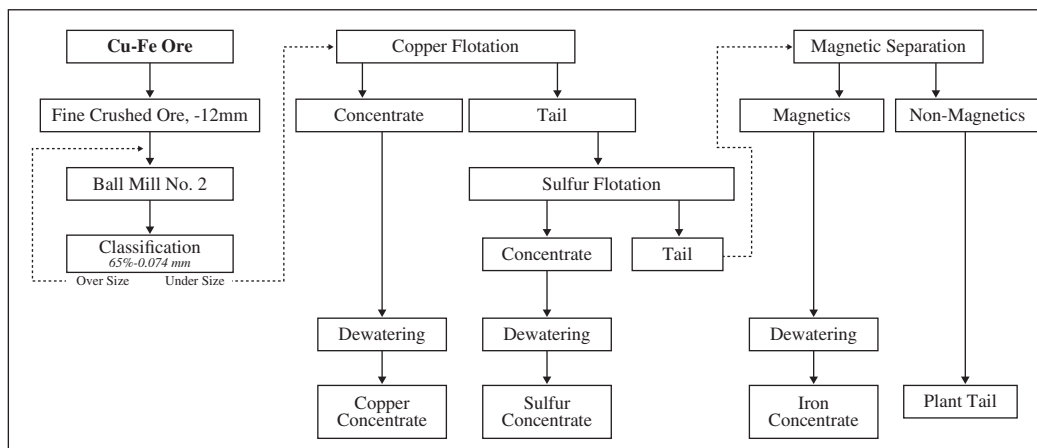 Cu-Fe Ore
Fine Crushed Ore, -12mm
Ball Mill No. 2
Classification
65%-0.074 mm
Over Size
Under Size
Copper Flotation
Concentrate
Tail
Sulfur Flotation
Concentrate
Tail
Dewatering
Dewatering
Copper
Concentrate
Sulfur
Concentrate
Magnetic Separation
Magnetics
Non-Magnetics
Dewatering
Iron
Concentrate
Plant Tail